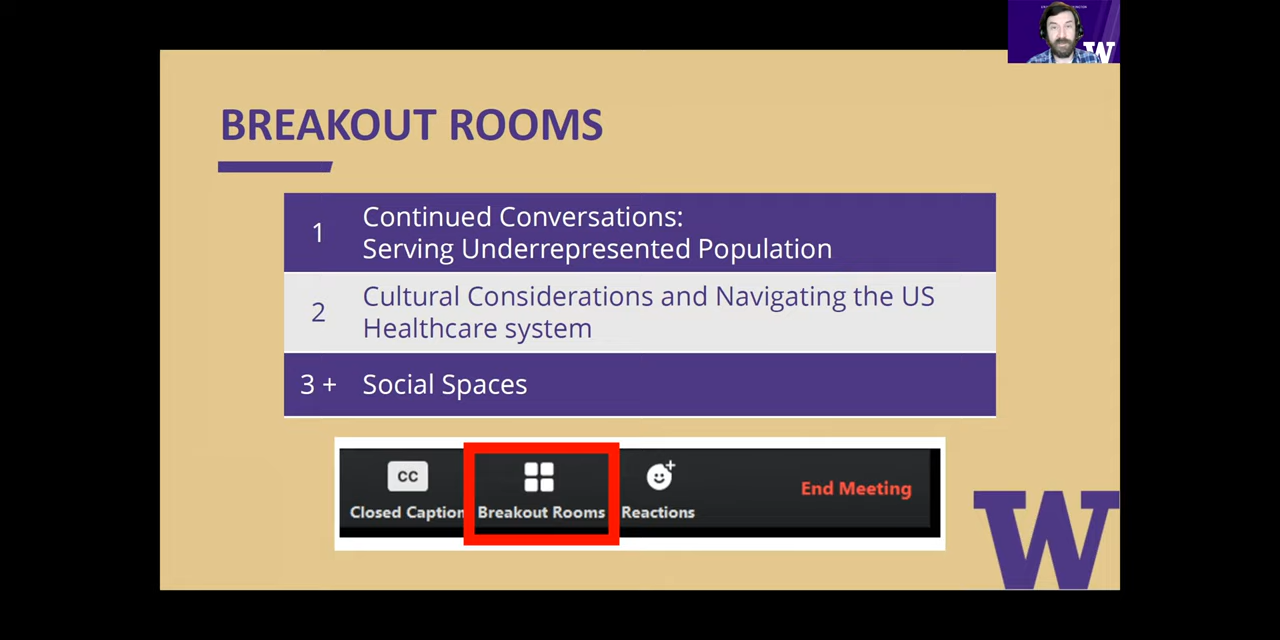 W
BREAKOUT ROOMS
1
Continued Conversations:
Serving Underrepresented Population
2
Cultural Considerations and Navigating the US
Healthcare system
3 +
Social Spaces
CC
Closed Caption
Breakout Rooms
Reactions
End Meeting
W